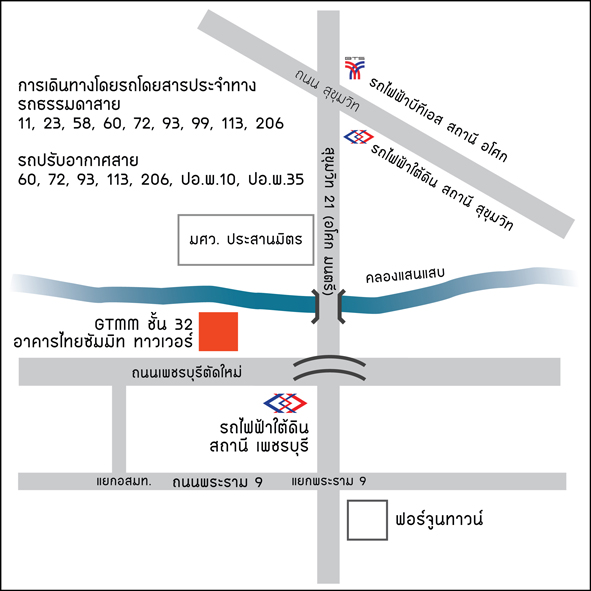 BTS
การเดินทางโดยรถโดยสารประจำทาง
รถธรรมดาสาย
11, 23, 58, 60, 72, 93, 99, 113, 206
รถปรับอากาศสาย
60, 72, 93, 113, 206, ปอ.พ.10, ปอ.พ.35
ถนน สุขุมวิท
รถไฟฟ้าบีทีเอส สถานี อโศก
รถไฟฟ้าใต้ดิน สถานี สุขุมวิท
สุขุมวิท 21 (อโศก มนตรี)
มศว. ประสานมิตร
คลองแสนแสบ
GTMM ชั้น 32
อาคารไทยซัมมิท ทาวเวอร์
ถนนเพชรบุรีตัดใหม่
รถไฟฟ้าใต้ดิน
สถานี เพชรบุรี
แยกอสมท.
ถนนพระราม 9
แยกพระราม 9
ฟอร์จูนทาวน์